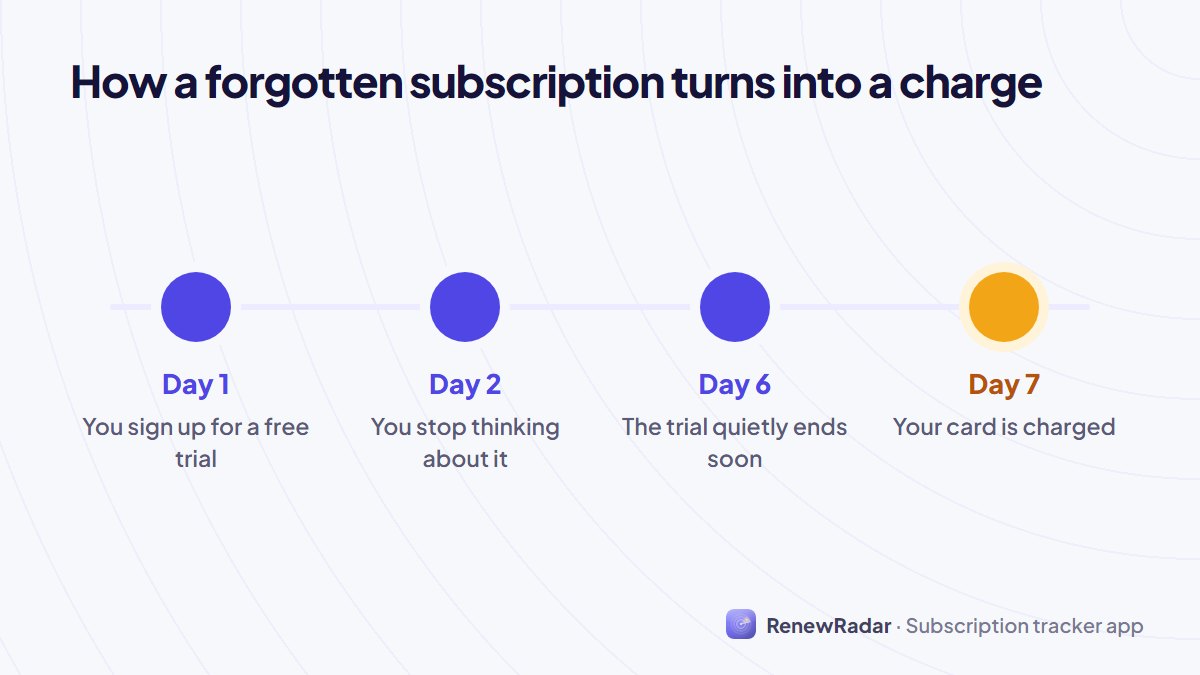 How a forgotten subscription turns into a charge
Day 1
You sign up for a free
trial
Day 2
You stop thinking
about it
Day 6
The trial quietly ends
soon
Day 7
Your card is charged
RenewRadar · Subscription tracker app